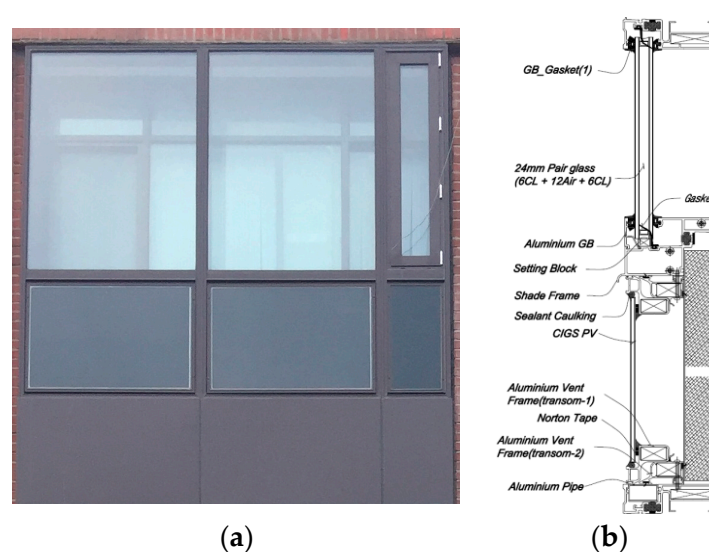 GB_Gasket(1)
24mm Pair glass
(6CL + 12Air + 6CL)
Aluminium GB
Setting Block
Shade Frame
Sealant Caulking
CIGS PV
Aluminium Vent
Frame(transom-1)
Norton Tape
Aluminium Vent
Frame(transom-2)
Aluminium Pipe
Gasket
(a)
(b)